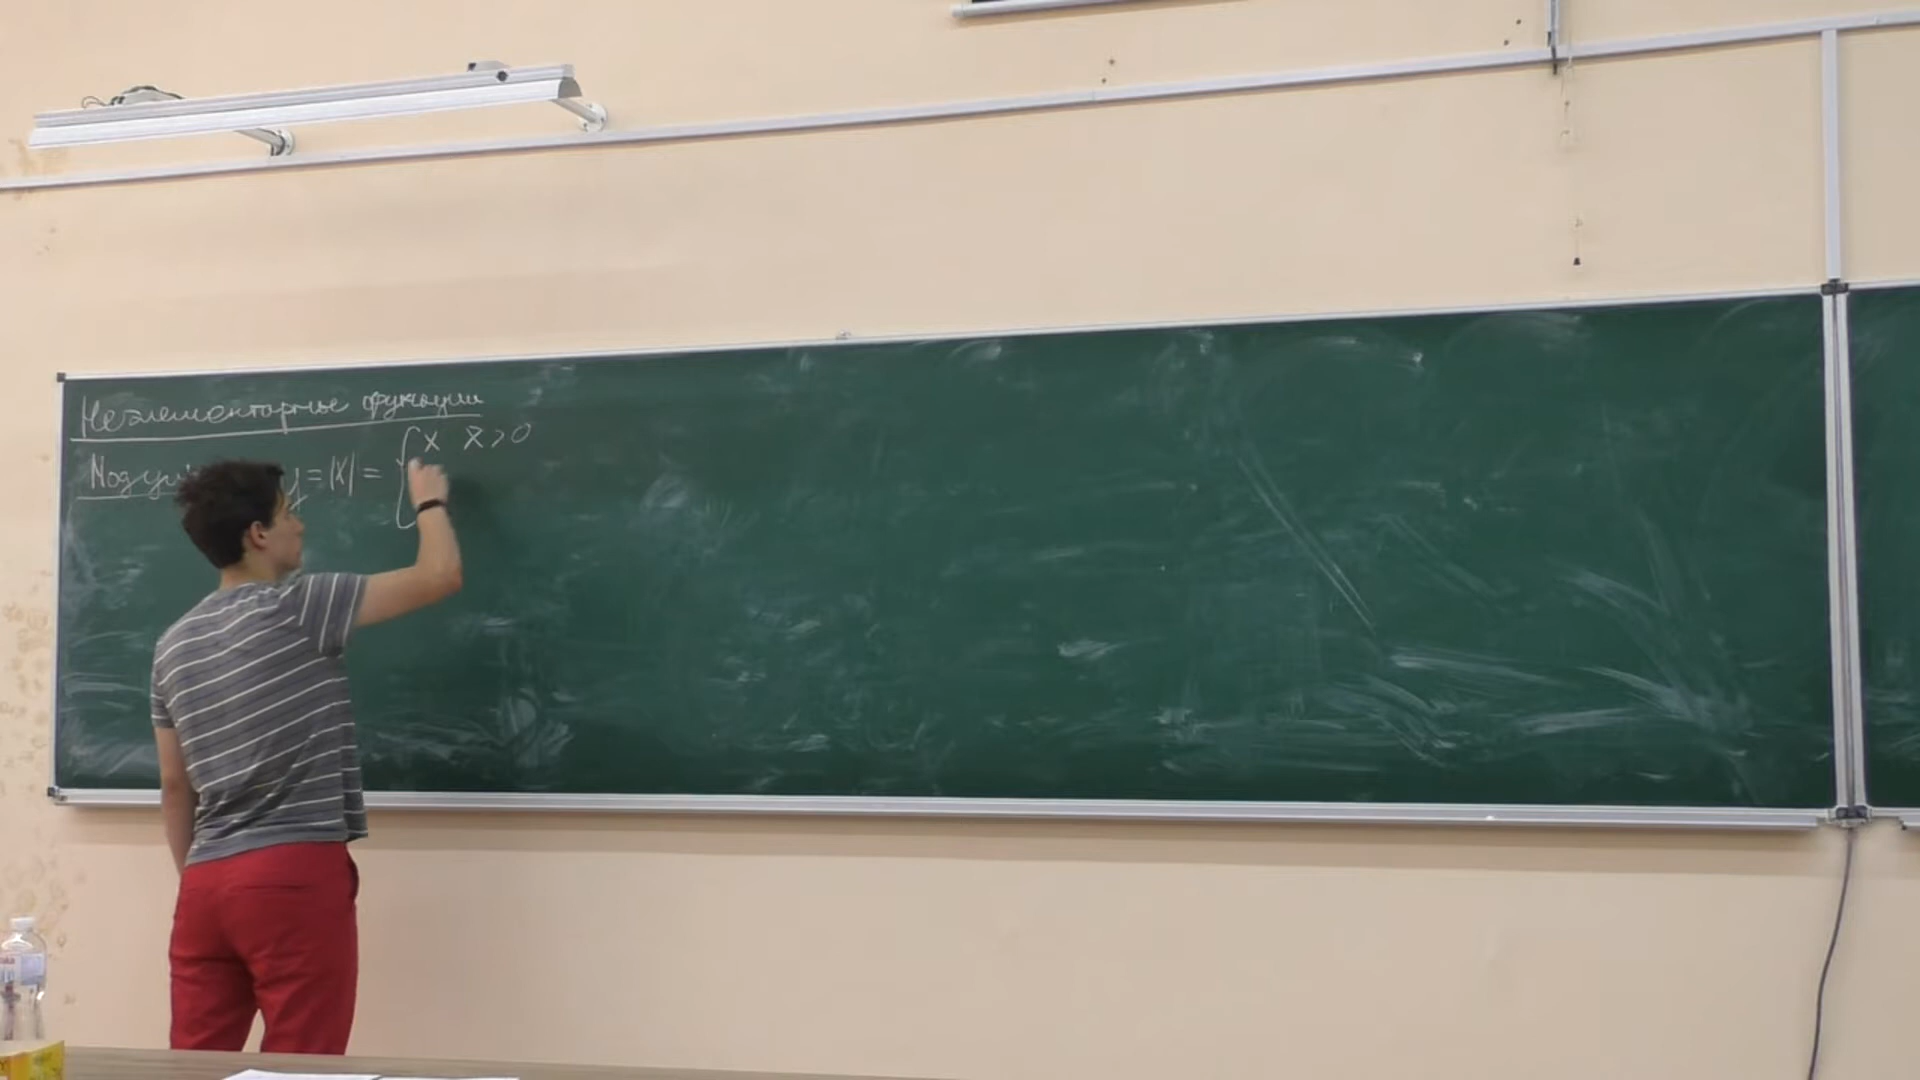 Неэлементарные функции
Модуль y = |x| = { x x > 0